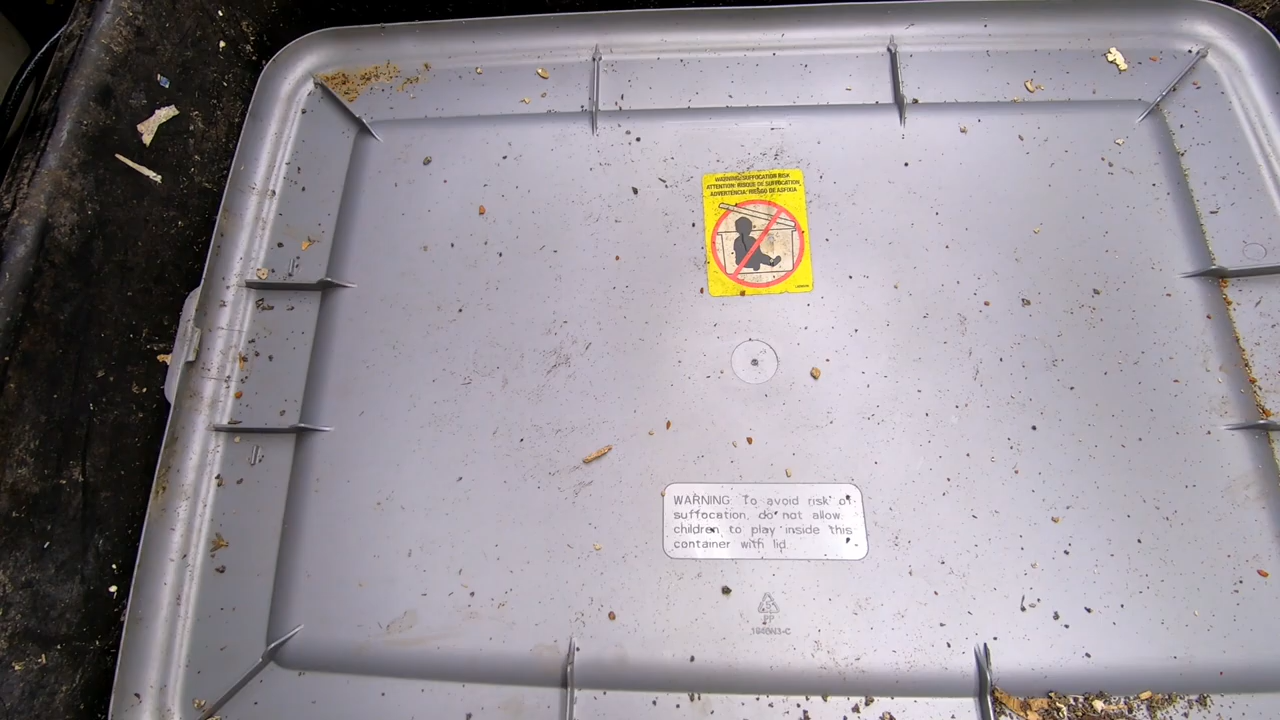 WARNING: SUFFOCATION RISK
ATTENTION: RISQUE DE SUFFOCATION
ADVERTENCIA: RIESGO DE ASFIXIA
WARNING: To avoid risk of
suffocation, do not allow
children to play inside this
container with lid
PP